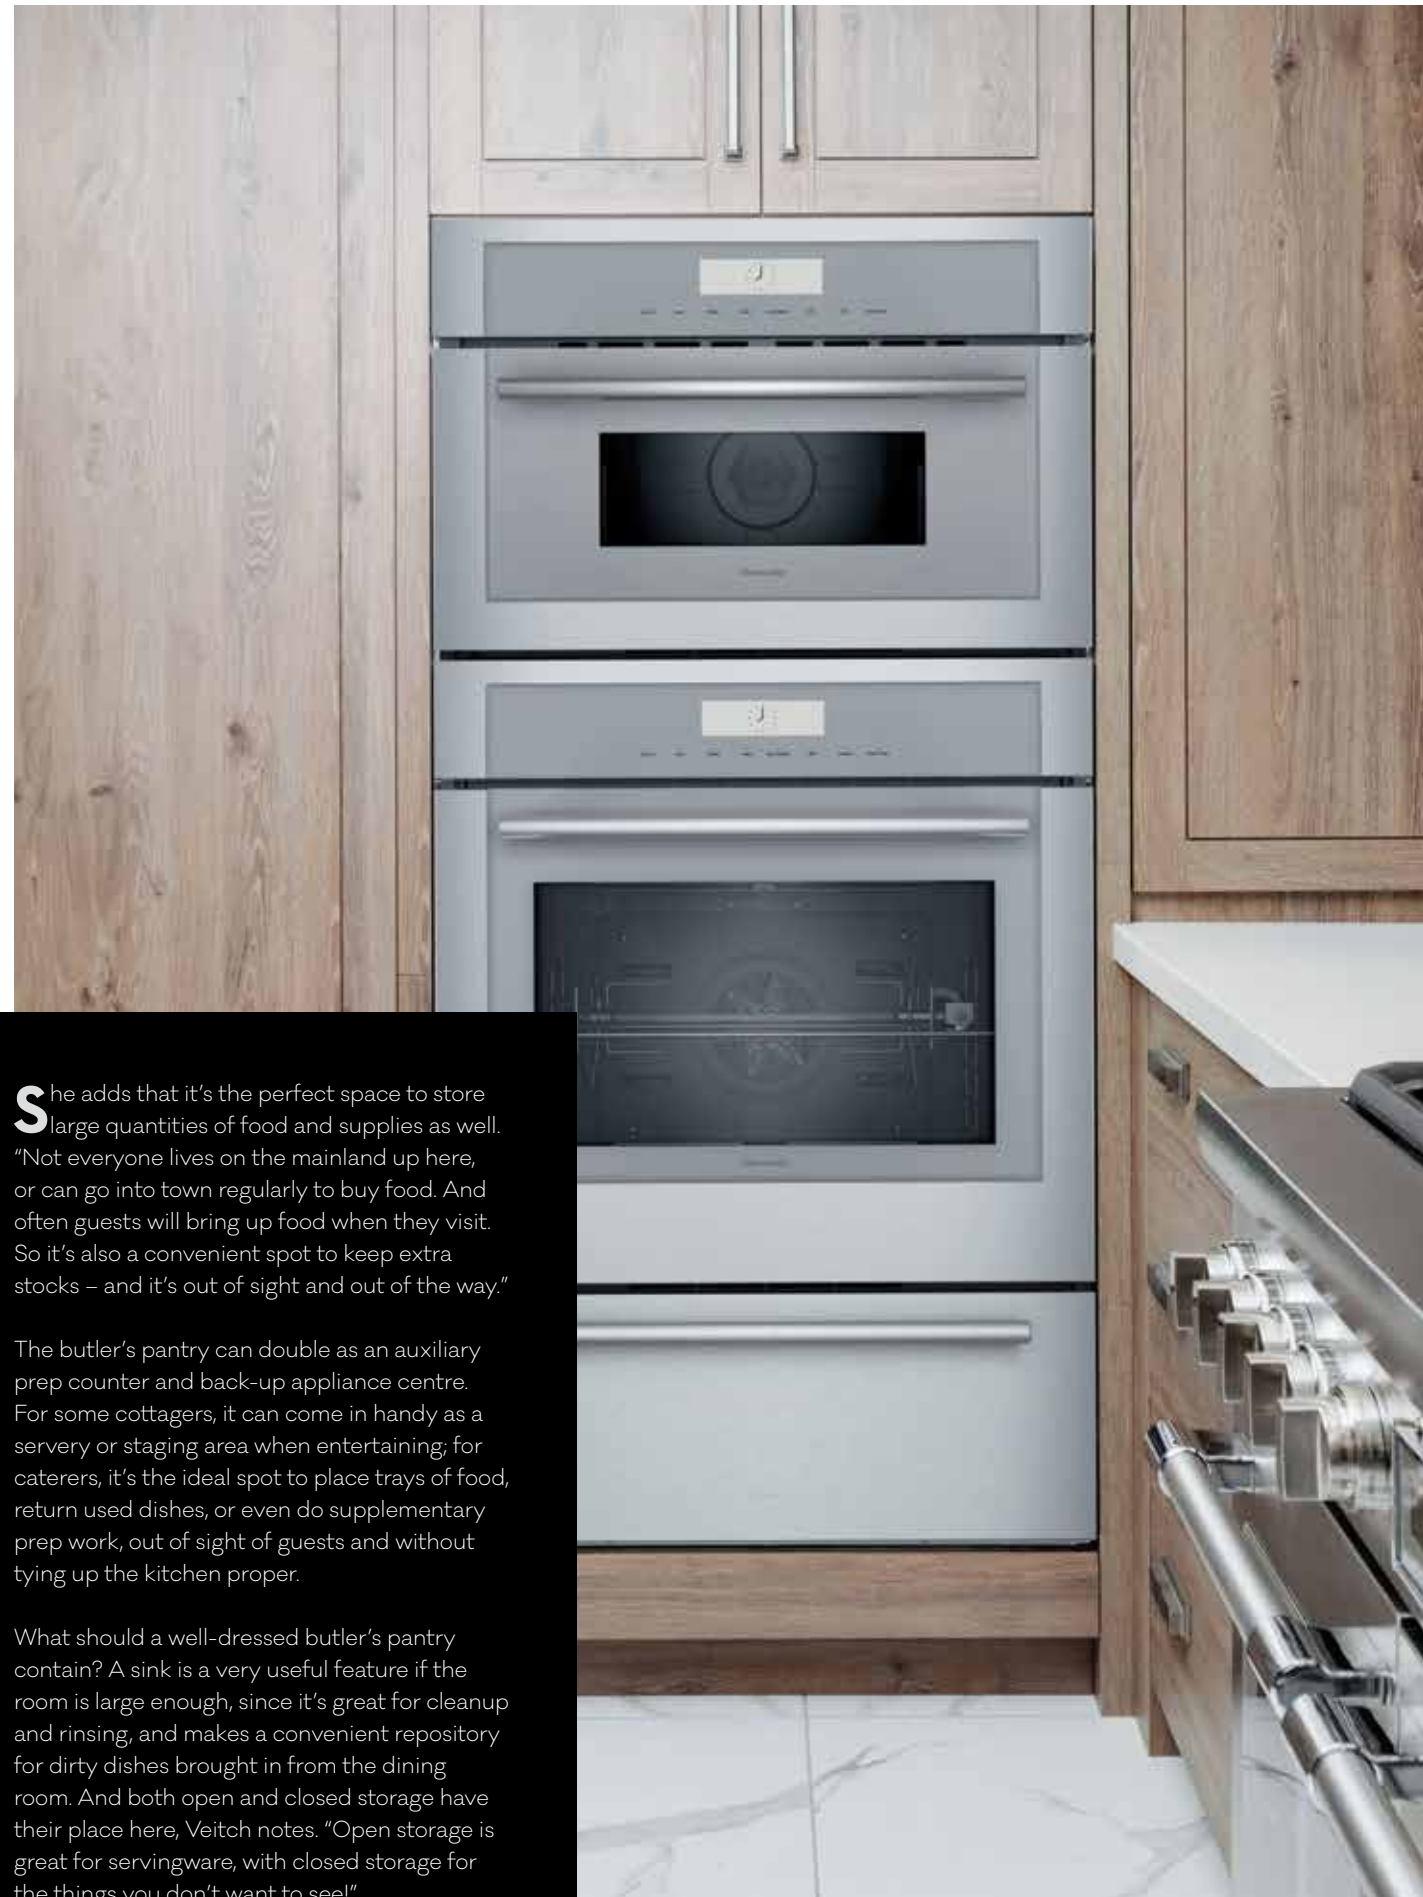 She adds that it's the perfect space to store
large quantities of food and supplies as well.
“Not everyone lives on the mainland up here,
or can go into town regularly to buy food. And
often guests will bring up food when they visit.
So it's also a convenient spot to keep extra
stocks – and it's out of sight and out of the way.”
The butler's pantry can double as an auxiliary
prep counter and back-up appliance centre.
For some cottagers, it can come in handy as a
servery or staging area when entertaining; for
caterers, it's the ideal spot to place trays of food,
return used dishes, or even do supplementary
prep work, out of sight of guests and without
tying up the kitchen proper.
What should a well-dressed butler's pantry
contain? A sink is a very useful feature if the
room is large enough, since it's great for cleanup
and rinsing, and makes a convenient repository
for dirty dishes brought in from the dining
room. And both open and closed storage have
their place here, Veitch notes. “Open storage is
great for servingware, with closed storage for
the things you don't want to see!”